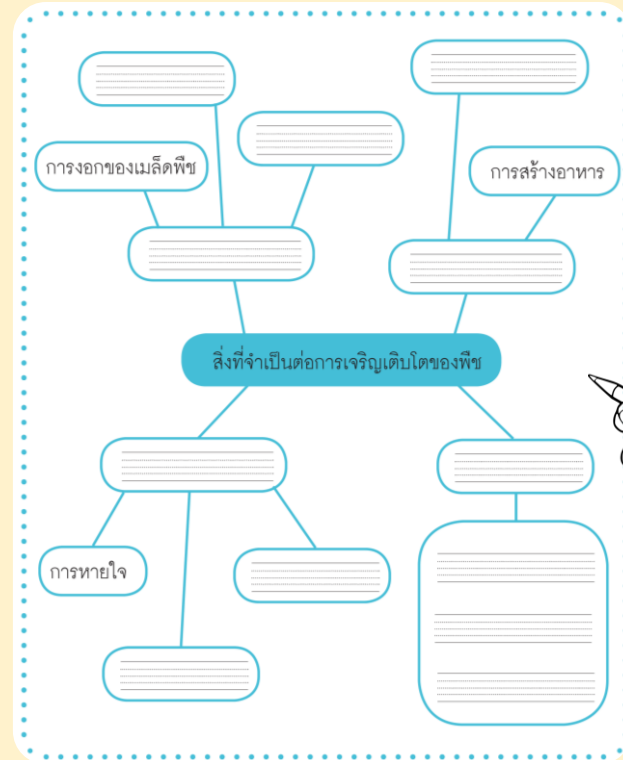 การงอกของเมล็ดพืช
การสร้างอาหาร
สิ่งที่จำเป็นต่อการเจริญเติบโตของพืช
การหายใจ